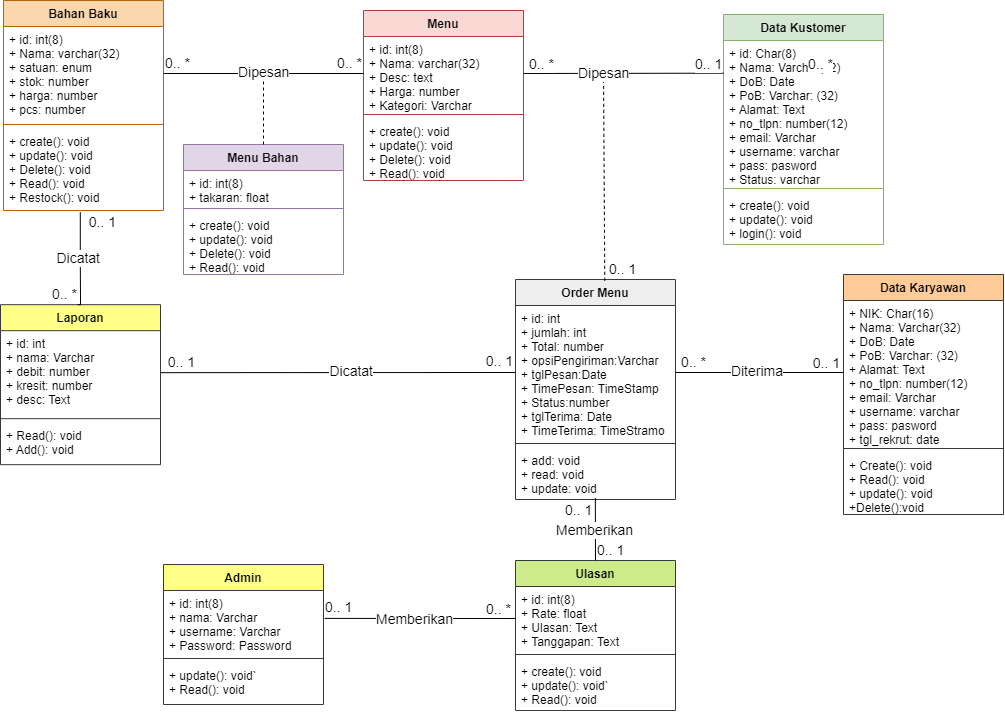 Bahan Baku
+ id: int(8)
+ Nama: varchar(32)
+ satuan: enum
+ stok: number
+ harga: number
+ pcs: number
+ create(): void
+ update(): void
+ Delete(): void
+ Read(): void
+ Restock(): void
0.. *
Dipesan
0.. *
Menu
+ id: int(8)
+ Nama: varchar(32)
+ Desc: text
+ Harga: number
+ Kategori: Varchar
+ create(): void
+ update(): void
+ Delete(): void
+ Read(): void
0.. *
Dipesan
0.. 1
Data Kustomer
+ id: Char(8)
+ Nama: Varch
2)
0.. *
+ DoB: Date
+ PoB: Varchar: (32)
+ Alamat: Text
+ no_tlpn: number(12)
+ email: Varchar
+ username: varchar
+ pass: pasword
+ Status: varchar
+ create(): void
+ update(): void
+ login(): void
Menu Bahan
+ id: int(8)
+ takaran: float
+ create(): void
+ update(): void
+ Delete(): void
+ Read(): void
0.. 1
Dicatat
0.. *
Laporan
+ id: int
+ nama: Varchar
+ debit: number
+ kresit: number
+ desc: Text
+ Read(): void
+ Add(): void
0.. 1
Dicatat
0.. 1
0.. 1
Order Menu
+ id: int
+ jumlah: int
+ Total: number
+ opsiPengiriman:Varchar
+ tglPesan:Date
+ TimePesan: TimeStamp
+ Status:number
+ tglTerima: Date
+ TimeTerima: TimeStramo
+ add: void
+ read: void
+ update: void
0.. *
Diterima
0.. 1
Data Karyawan
+ NIK: Char(16)
+ Nama: Varchar(32)
+ DoB: Date
+ PoB: Varchar: (32)
+ Alamat: Text
+ no_tlpn: number(12)
+ email: Varchar
+ username: varchar
+ pass: pasword
+ tgl_rekrut: date
+ Create(): void
+ Read(): void
+ update(): void
+Delete():void
0.. 1
Memberikan
0.. 1
Admin
+ id: int(8)
+ nama: Varchar
+ username: Varchar
+ Password: Password
+ update(): void`
+ Read(): void
0.. 1
Memberikan
0.. *
Ulasan
+ id: int(8)
+ Rate: float
+ Ulasan: Text
+ Tanggapan: Text
+ create(): void
+ update(): void`
+ Read(): void